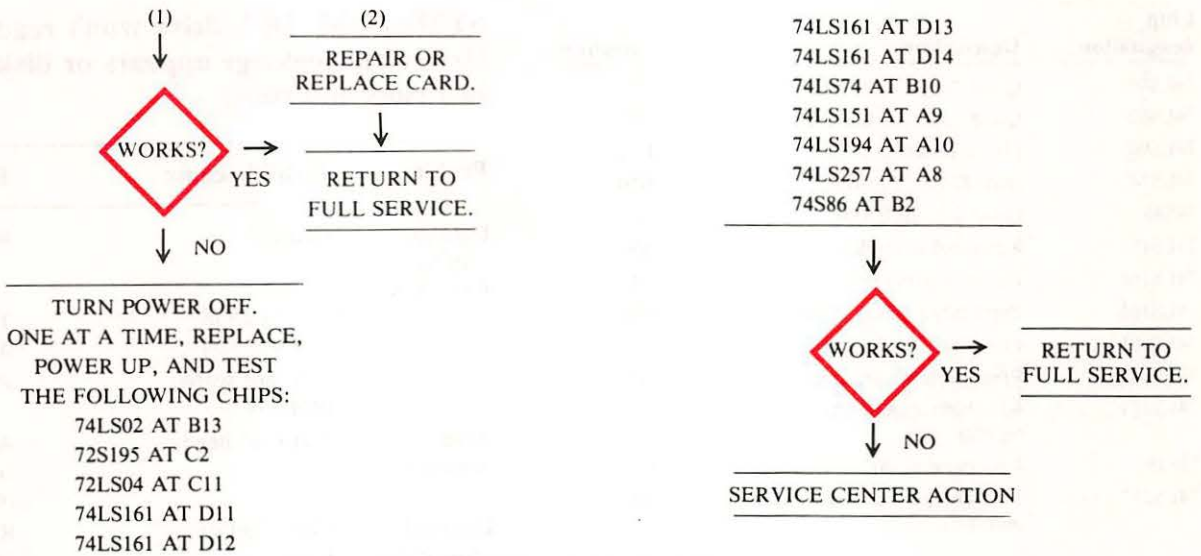 (1)
(2)
REPAIR OR
REPLACE CARD.
WORKS?
YES
RETURN TO
FULL SERVICE.
NO
TURN POWER OFF.
ONE AT A TIME, REPLACE,
POWER UP, AND TEST
THE FOLLOWING CHIPS:
74LS02 AT B13
72S195 AT C2
72LS04 AT C11
74LS161 AT D11
74LS161 AT D12
74LS161 AT D13
74LS161 AT D14
74LS74 AT B10
74LS151 AT A9
74LS194 AT A10
74LS257 AT A8
74S86 AT B2
WORKS?
YES
RETURN TO
FULL SERVICE.
NO
SERVICE CENTER ACTION